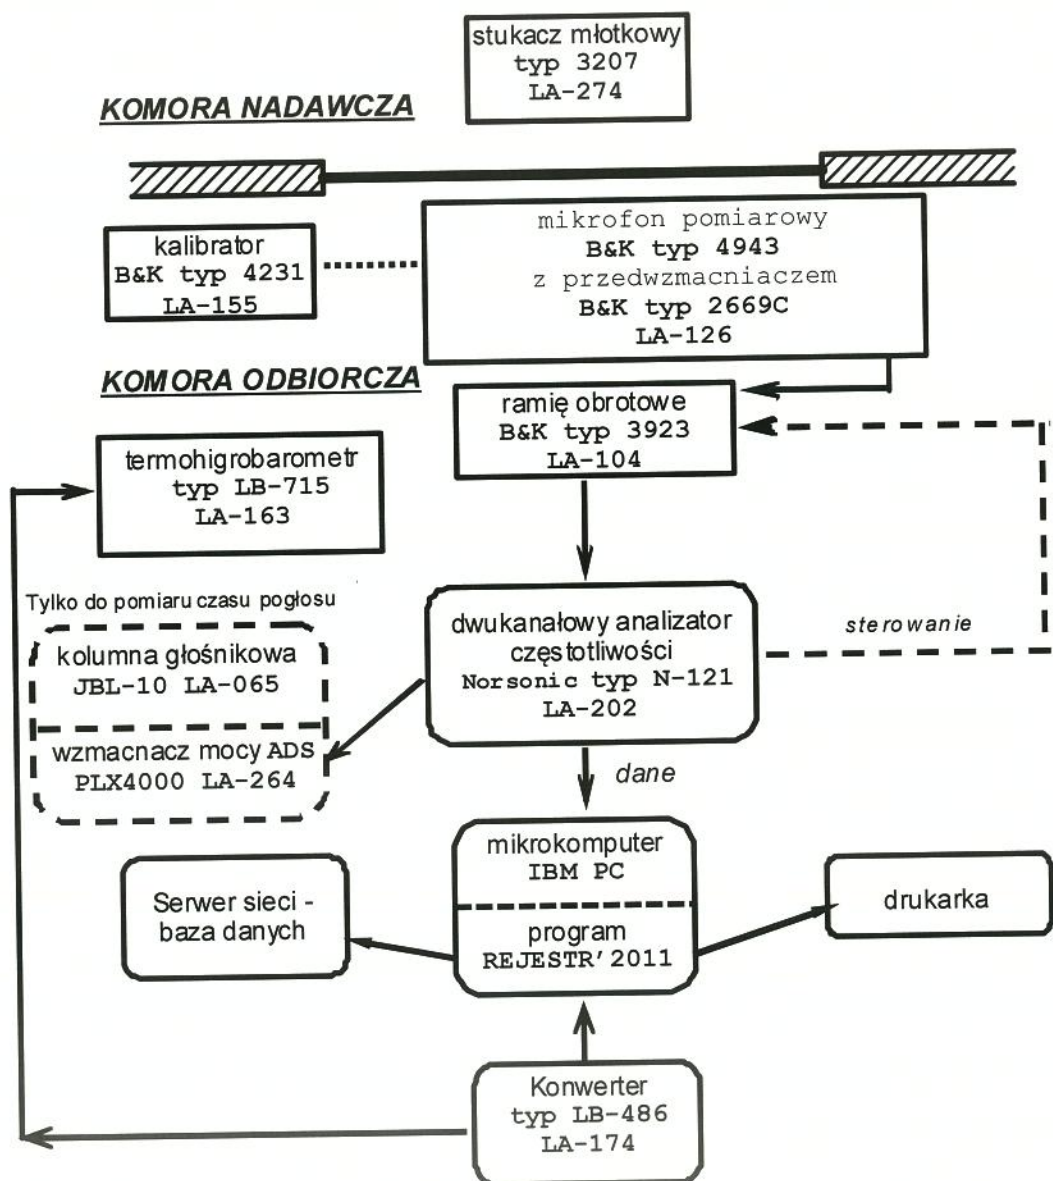 stukacz młotkowy
typ 3207
LA-274
KOMORA NADAWCZA
mikrofon pomiarowy
B&K typ 4943
z przedwzmacniaczem
B&K typ 2669C
LA-126
kalibrator
B&K typ 4231
LA-155
KOMORA ODBIORCZA
ramię obrotowe
B&K typ 3923
LA-104
termohigrobarometr
typ LB-715
LA-163
Tylko do pomiaru czasu pogłosu
kolumna głośnikowa
JBL-10 LA-065
wzmacnacz mocy ADS
PLX4000 LA-264
dwukanałowy analizator
częstotliwości
Norsonic typ N-121
LA-202
sterowanie
dane
mikrokomputer
IBM PC
program
REJESTR'2011
Serwer sieci -
baza danych
drukarka
Konwerter
typ LB-486
LA-174